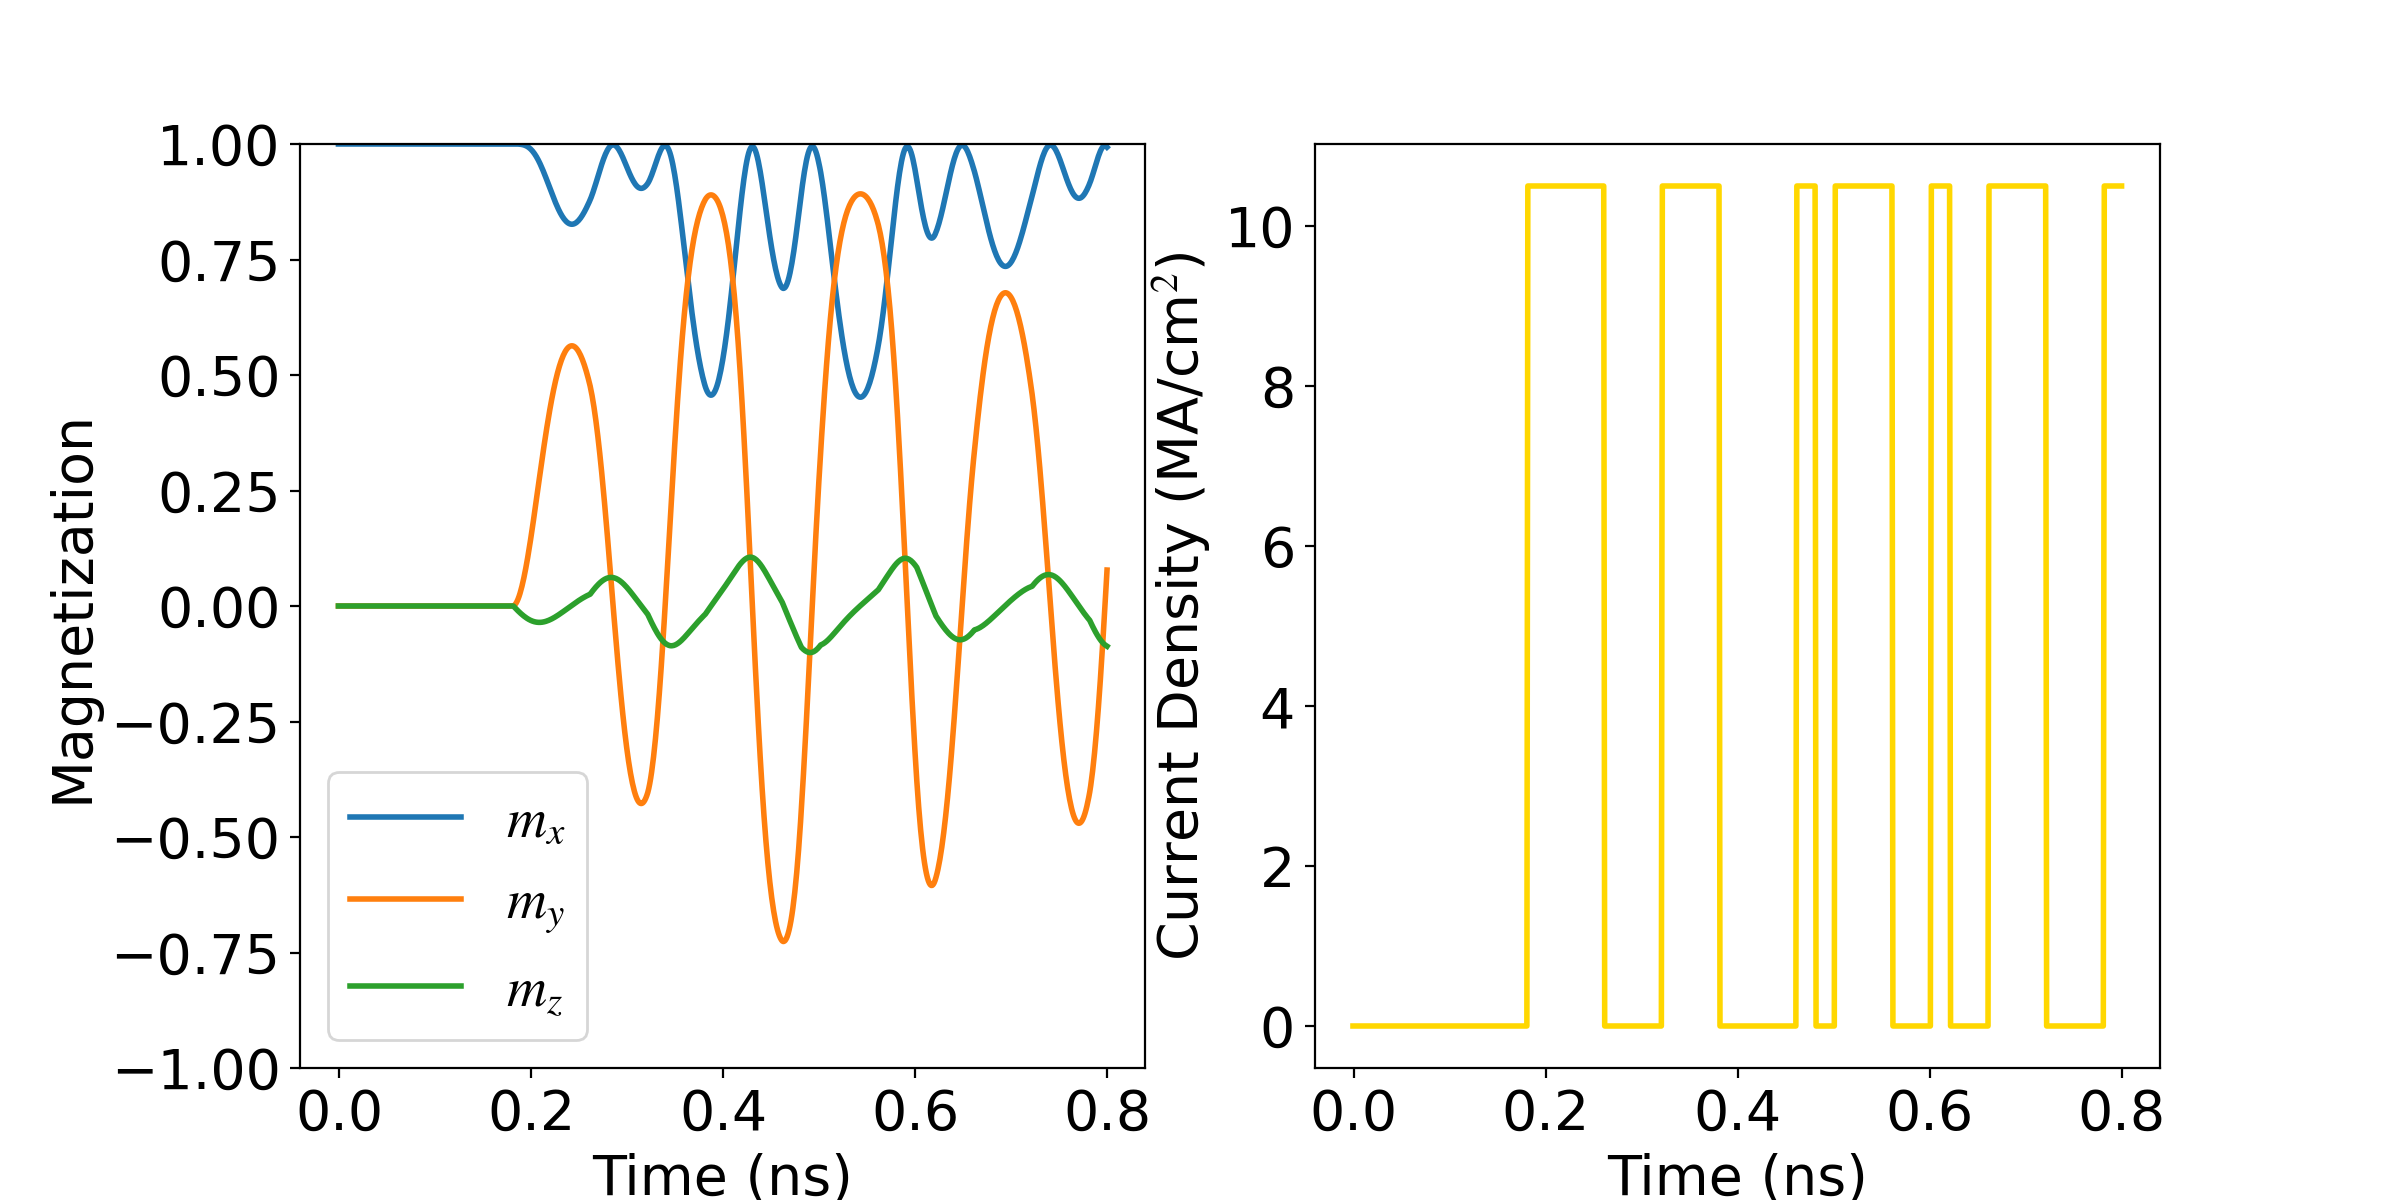 Magnetization
1.00
0.75
0.50
0.25
0.00
−0.25
−0.50
−0.75
−1.00
m_x
m_y
m_z
0.0 0.2 0.4 0.6 0.8
Time (ns)
Current Density (MA/cm²)
10
8
6
4
2
0
0.0 0.2 0.4 0.6 0.8
Time (ns)